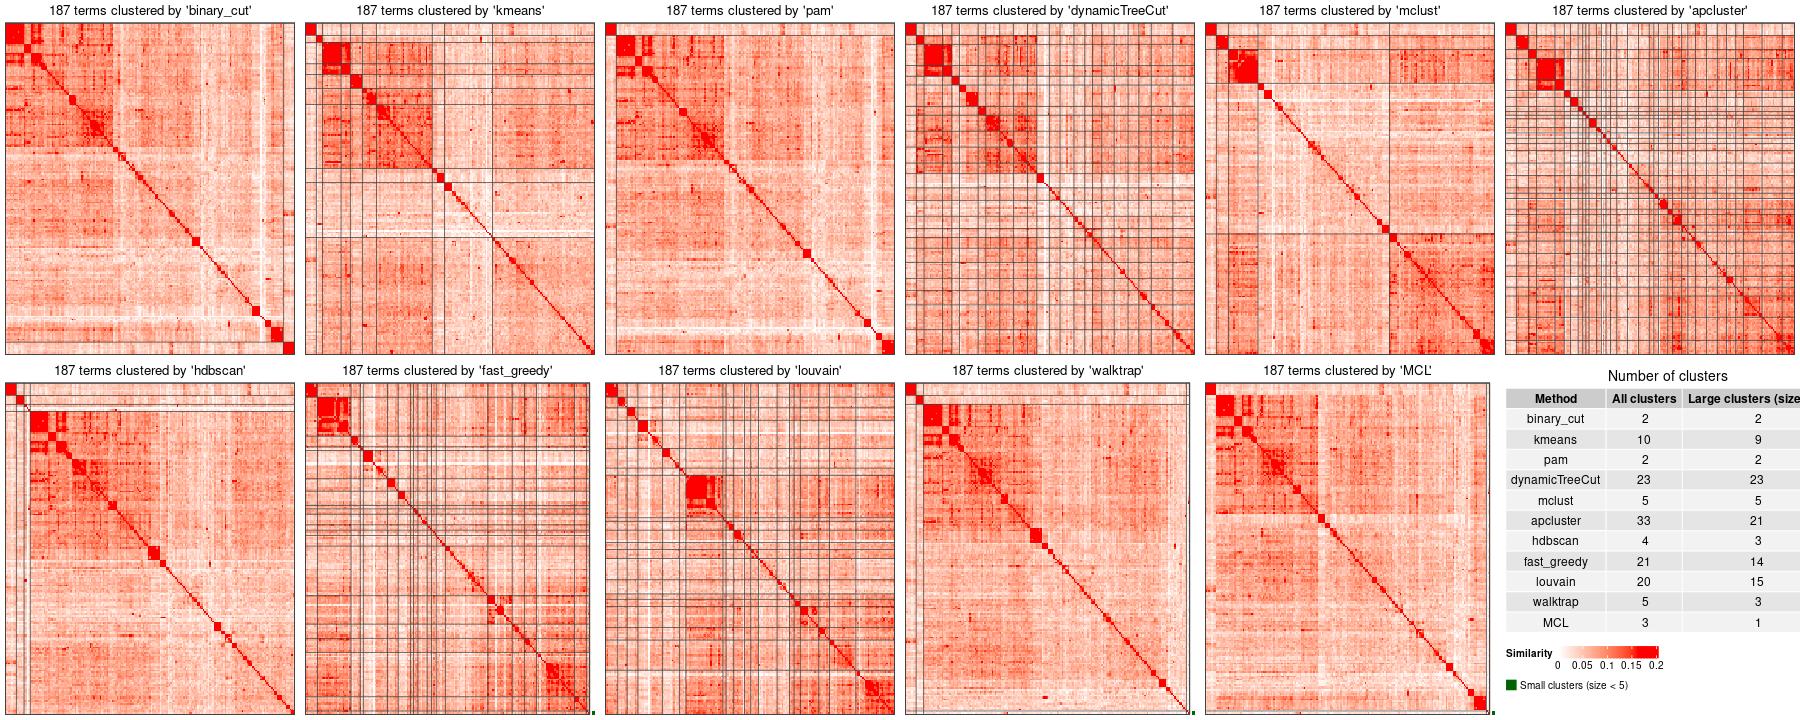 187 terms clustered by 'binary_cut'
187 terms clustered by 'kmeans'
187 terms clustered by 'pam'
187 terms clustered by 'dynamicTreeCut'
187 terms clustered by 'mclust'
187 terms clustered by 'apcluster'
187 terms clustered by 'hdbscan'
187 terms clustered by 'fast_greedy'
187 terms clustered by 'louvain'
187 terms clustered by 'walktrap'
187 terms clustered by 'MCL'
Number of clusters
Method All clusters Large clusters (size
binary_cut 2 2
kmeans 10 9
pam 2 2
dynamicTreeCut 23 23
mclust 5 5
apcluster 33 21
hdbscan 4 3
fast_greedy 21 14
louvain 20 15
walktrap 5 3
MCL 3 1
Similarity
0 0.05 0.1 0.15 0.2
Small clusters (size < 5)